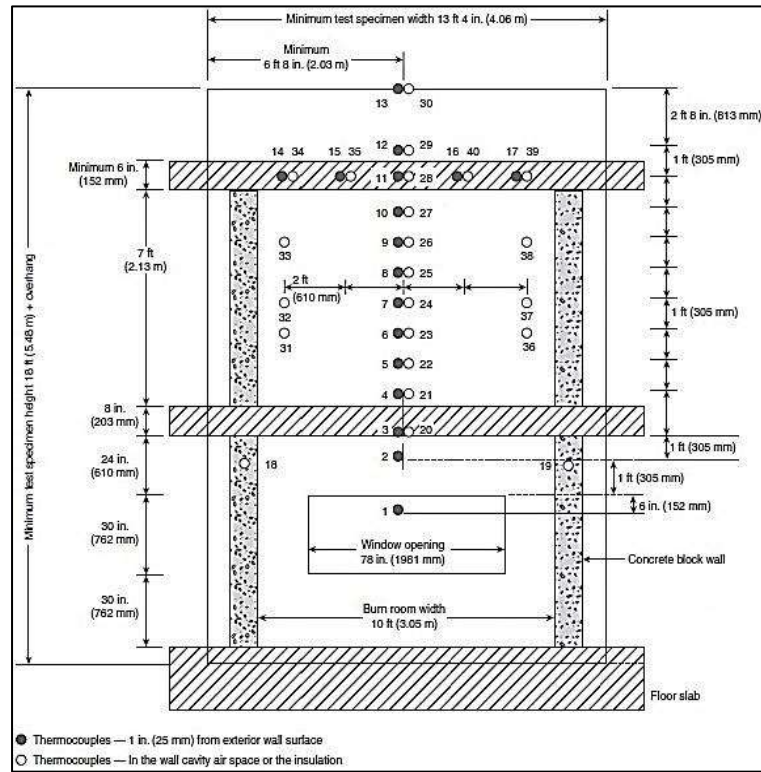 Minimum test specimen width 13 ft 4 in. (4.06 m)
Minimum
6 ft 8 in. (2.03 m)
13 30
2 ft 8 in. (813 mm)
12 29
1 ft (305 mm)
14 34 15 35 16 40 17 39
Minimum 6 in.
(152 mm)
11 28
10 27
9 26
33 38
7 ft
(2.13 m)
8 25
2 ft
(610 mm)
7 24
32 37
1 ft (305 mm)
6 23
31 36
5 22
4 21
Minimum test specimen height 18 ft (5.48 m) + overhang
8 in.
(203 mm)
3 20
1 ft (305 mm)
2
24 in.
(610 mm)
18 19
1 ft (305 mm)
6 in. (152 mm)
1
30 in.
(762 mm)
Window opening
78 in. (1981 mm)
Concrete block wall
30 in.
(762 mm)
Burn room width
10 ft (3.05 m)
Floor slab
Thermocouples — 1 in. (25 mm) from exterior wall surface
Thermocouples — In the wall cavity air space or the insulation